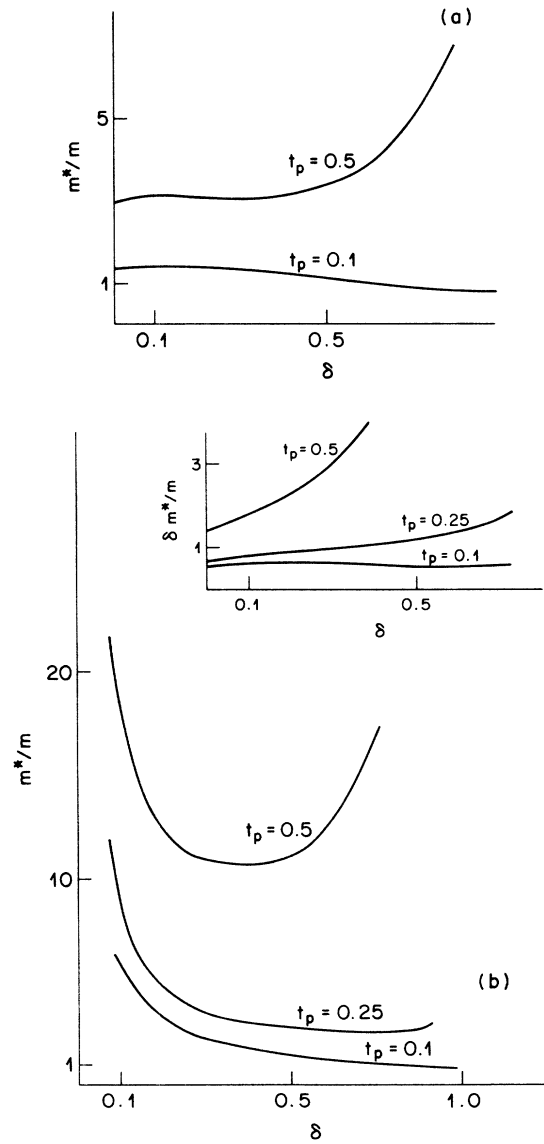 (a)
5
m*/m
t_p = 0.5
t_p = 0.1
1
0.1 0.5
δ
3
t_p = 0.5
δ m*/m
t_p = 0.25
1
t_p = 0.1
0.1 0.5
δ
20
m*/m
t_p = 0.5
10
(b)
t_p = 0.25
t_p = 0.1
1
0.1 0.5 1.0
δ